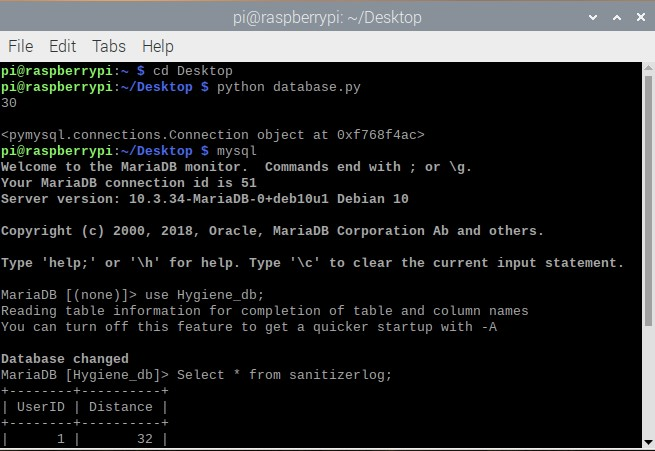 pi@raspberrypi: ~/Desktop
File Edit Tabs Help
pi@raspberrypi:~ $ cd Desktop
pi@raspberrypi:~/Desktop $ python database.py
30
<pymysql.connections.Connection object at 0xf768f4ac>
pi@raspberrypi:~/Desktop $ mysql
Welcome to the MariaDB monitor.  Commands end with ; or \g.
Your MariaDB connection id is 51
Server version: 10.3.34-MariaDB-0+deb10u1 Debian 10
Copyright (c) 2000, 2018, Oracle, MariaDB Corporation Ab and others.
Type 'help;' or '\h' for help. Type '\c' to clear the current input statement.
MariaDB [(none)]> use Hygiene_db;
Reading table information for completion of table and column names
You can turn off this feature to get a quicker startup with -A
Database changed
MariaDB [Hygiene_db]> Select * from sanitizerlog;
+--------+----------+
| UserID | Distance |
+--------+----------+
|      1 |       32 |